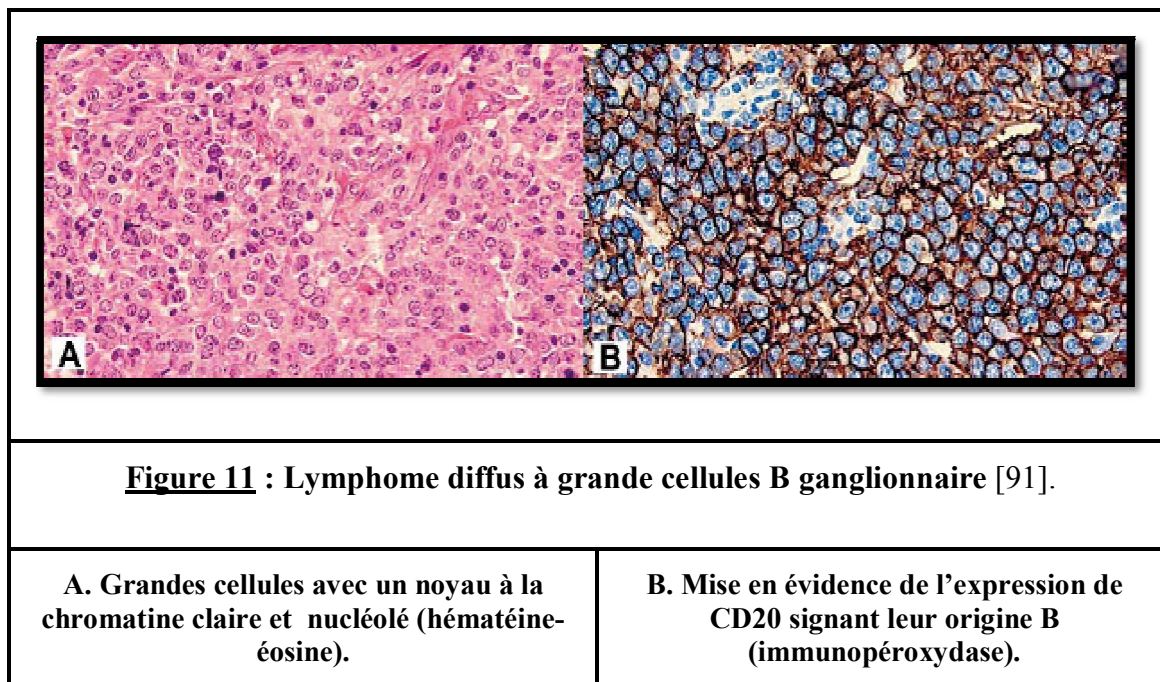 A
B
Figure 11 : Lymphome diffus à grande cellules B ganglionnaire [91].
A. Grandes cellules avec un noyau à la
chromatine claire et nucléolé (hématéine-
éosine).
B. Mise en évidence de l'expression de
CD20 signant leur origine B
(immunopéroxydase).